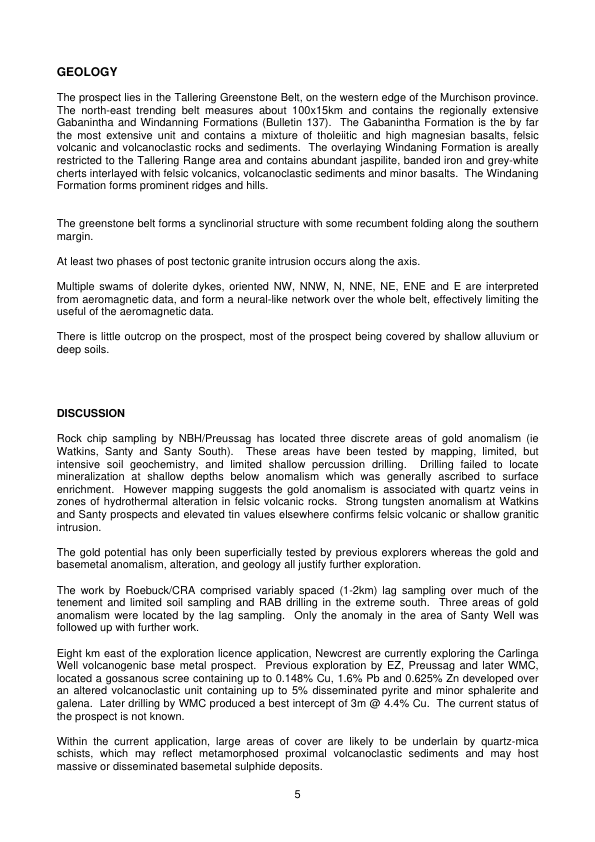 GEOLOGY
The prospect lies in the Tallering Greenstone Belt, on the western edge of the Murchison province.
The north-east trending belt measures about 100x15km and contains the regionally extensive
Gabanintha and Windanning Formations (Bulletin 137). The Gabanintha Formation is the by far
the most extensive unit and contains a mixture of tholeiitic and high magnesian basalts, felsic
volcanic and volcanoclastic rocks and sediments. The overlaying Windaning Formation is areally
restricted to the Tallering Range area and contains abundant jaspilite, banded iron and grey-white
cherts interlayed with felsic volcanics, volcanoclastic sediments and minor basalts. The Windaning
Formation forms prominent ridges and hills.
The greenstone belt forms a synclinorial structure with some recumbent folding along the southern
margin.
At least two phases of post tectonic granite intrusion occurs along the axis.
Multiple swams of dolerite dykes, oriented NW, NNW, N, NNE, NE, ENE and E are interpreted
from aeromagnetic data, and form a neural-like network over the whole belt, effectively limiting the
useful of the aeromagnetic data.
There is little outcrop on the prospect, most of the prospect being covered by shallow alluvium or
deep soils.
DISCUSSION
Rock chip sampling by NBH/Preussag has located three discrete areas of gold anomalism (ie
Watkins, Santy and Santy South). These areas have been tested by mapping, limited, but
intensive soil geochemistry, and limited shallow percussion drilling. Drilling failed to locate
mineralization at shallow depths below anomalism which was generally ascribed to surface
enrichment. However mapping suggests the gold anomalism is associated with quartz veins in
zones of hydrothermal alteration in felsic volcanic rocks. Strong tungsten anomalism at Watkins
and Santy prospects and elevated tin values elsewhere confirms felsic volcanic or shallow granitic
intrusion.
The gold potential has only been superficially tested by previous explorers whereas the gold and
basemetal anomalism, alteration, and geology all justify further exploration.
The work by Roebuck/CRA comprised variably spaced (1-2km) lag sampling over much of the
tenement and limited soil sampling and RAB drilling in the extreme south. Three areas of gold
anomalism were located by the lag sampling. Only the anomaly in the area of Santy Well was
followed up with further work.
Eight km east of the exploration licence application, Newcrest are currently exploring the Carlinga
Well volcanogenic base metal prospect. Previous exploration by EZ, Preussag and later WMC,
located a gossanous scree containing up to 0.148% Cu, 1.6% Pb and 0.625% Zn developed over
an altered volcanoclastic unit containing up to 5% disseminated pyrite and minor sphalerite and
galena. Later drilling by WMC produced a best intercept of 3m @ 4.4% Cu. The current status of
the prospect is not known.
Within the current application, large areas of cover are likely to be underlain by quartz-mica
schists, which may reflect metamorphosed proximal volcanoclastic sediments and may host
massive or disseminated basemetal sulphide deposits.
5